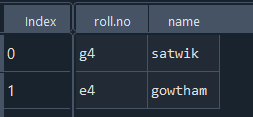 Index roll.no name
0 g4 satwik
1 e4 gowtham